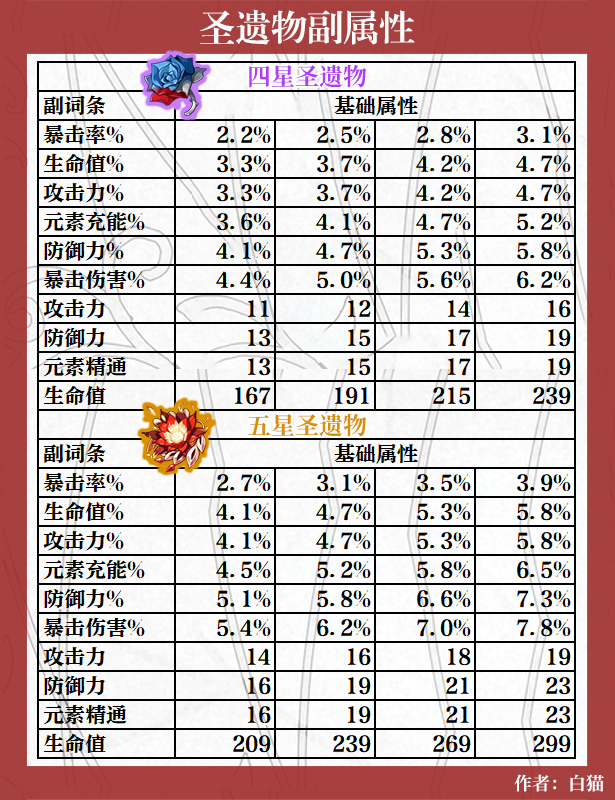 圣遗物副属性
四星圣遗物
副词条 基础属性
暴击率% 2.2% 2.5% 2.8% 3.1%
生命值% 3.3% 3.7% 4.2% 4.7%
攻击力% 3.3% 3.7% 4.2% 4.7%
元素充能% 3.6% 4.1% 4.7% 5.2%
防御力% 4.1% 4.7% 5.3% 5.8%
暴击伤害% 4.4% 5.0% 5.6% 6.2%
攻击力 11 12 14 16
防御力 13 15 17 19
元素精通 13 15 17 19
生命值 167 191 215 239
五星圣遗物
副词条 基础属性
暴击率% 2.7% 3.1% 3.5% 3.9%
生命值% 4.1% 4.7% 5.3% 5.8%
攻击力% 4.1% 4.7% 5.3% 5.8%
元素充能% 4.5% 5.2% 5.8% 6.5%
防御力% 5.1% 5.8% 6.6% 7.3%
暴击伤害% 5.4% 6.2% 7.0% 7.8%
攻击力 14 16 18 19
防御力 16 19 21 23
元素精通 16 19 21 23
生命值 209 239 269 299
作者：白猫